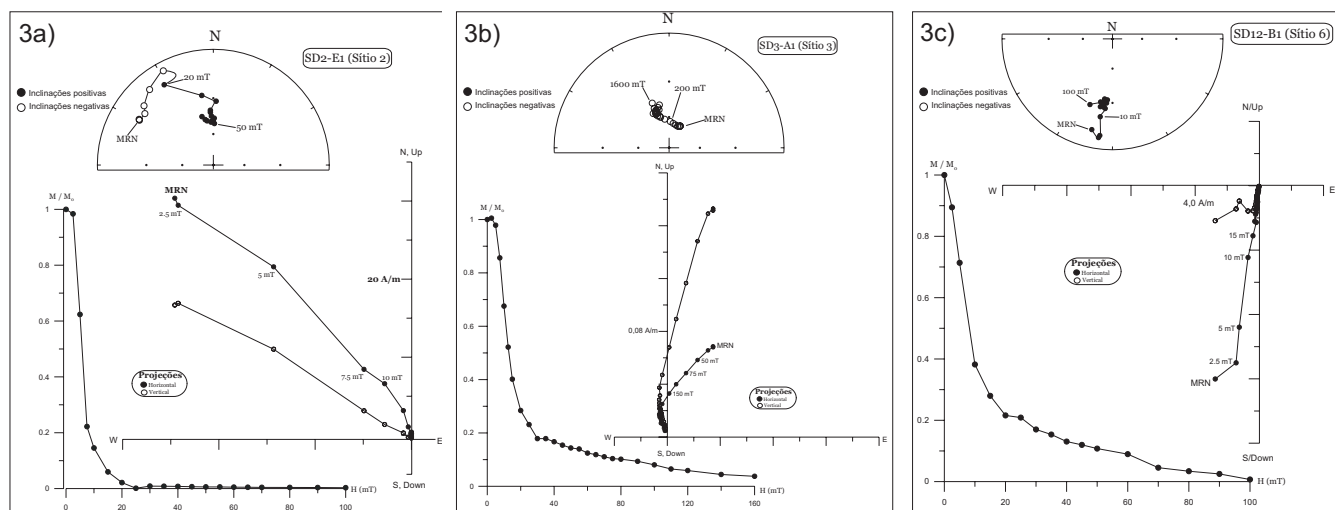 3a)
N
SD2-E1 (Sítio 2)
20 mT
Inclinações positivas
Inclinações negativas
50 mT
MRN
N, Up
M / M₀
MRN
1
2.5 mT
0.8
5 mT
20 A/m
0.6
0.4
Projeções
Horizontal
Vertical
7.5 mT
10 mT
0.2
W
E
S, Down
0
H (mT)
0
20
40
60
80
100
3b)
N
SD3-A1 (Sítio 3)
1600 mT
200 mT
Inclinações positivas
Inclinações negativas
MRN
N, Up
M / M₀
1
0.8
0.6
0,08 A/m
MRN
50 mT
75 mT
0.4
150 mT
Projeções
Horizontal
Vertical
0.2
W
E
S, Down
0
H (mT)
0
40
80
120
160
3c)
SD12-B1 (Sítio 6)
Inclinações positivas
Inclinações negativas
100 mT
10 mT
MRN
N
N/Up
M / M₀
1
W
E
4,0 A/m
0.8
15 mT
10 mT
Projeções
Horizontal
Vertical
0.6
5 mT
0.4
2.5 mT
MRN
0.2
S/Down
0
H (mT)
0
20
40
60
80
100